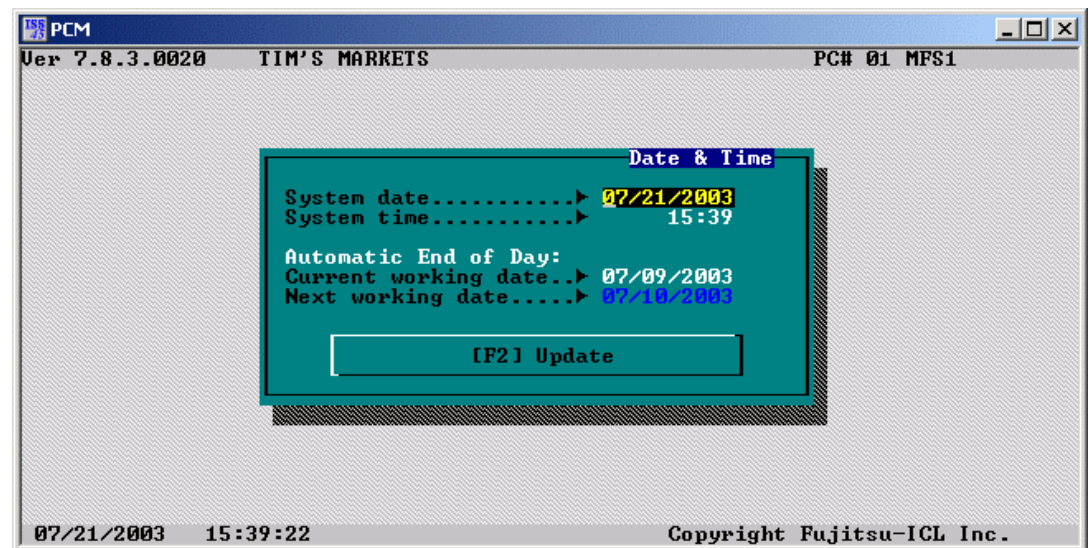 ISS 45 PCM
Ver 7.8.3.0020 TIM'S MARKETS PC# 01 MFS1
Date & Time
System date...........► 07/21/2003
System time...........► 15:39
Automatic End of Day:
Current working date..► 07/09/2003
Next working date.....► 07/10/2003
[F2] Update
07/21/2003 15:39:22 Copyright Fujitsu-ICL Inc.